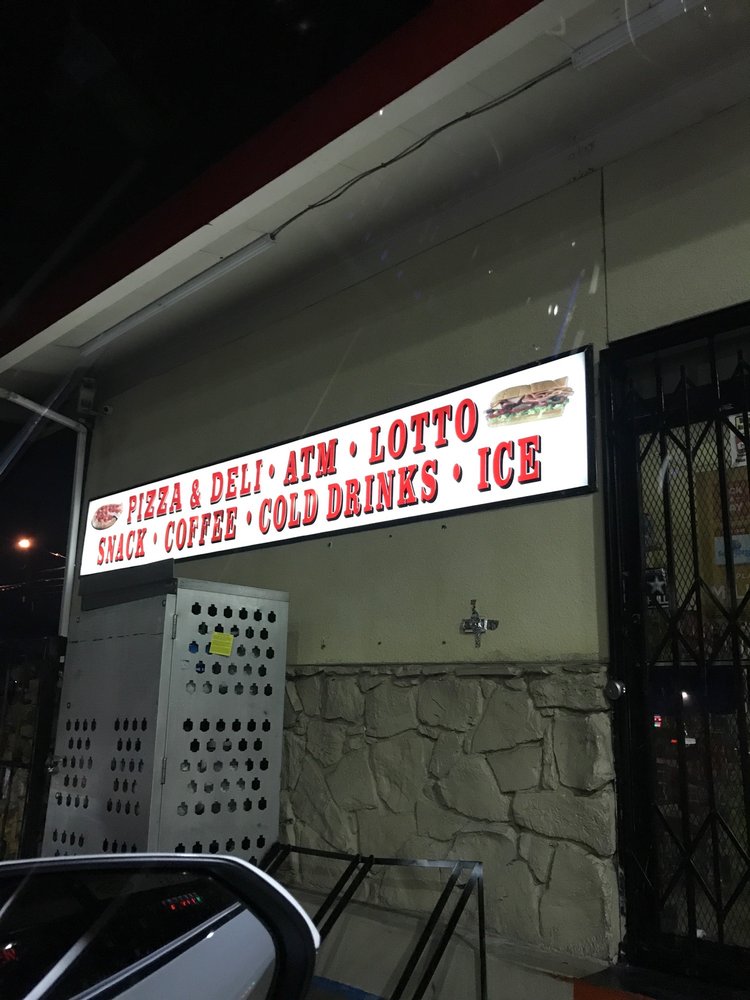 PIZZA & DELI • ATM • LOTTO
SNACK • COFFEE • COLD DRINKS • ICE